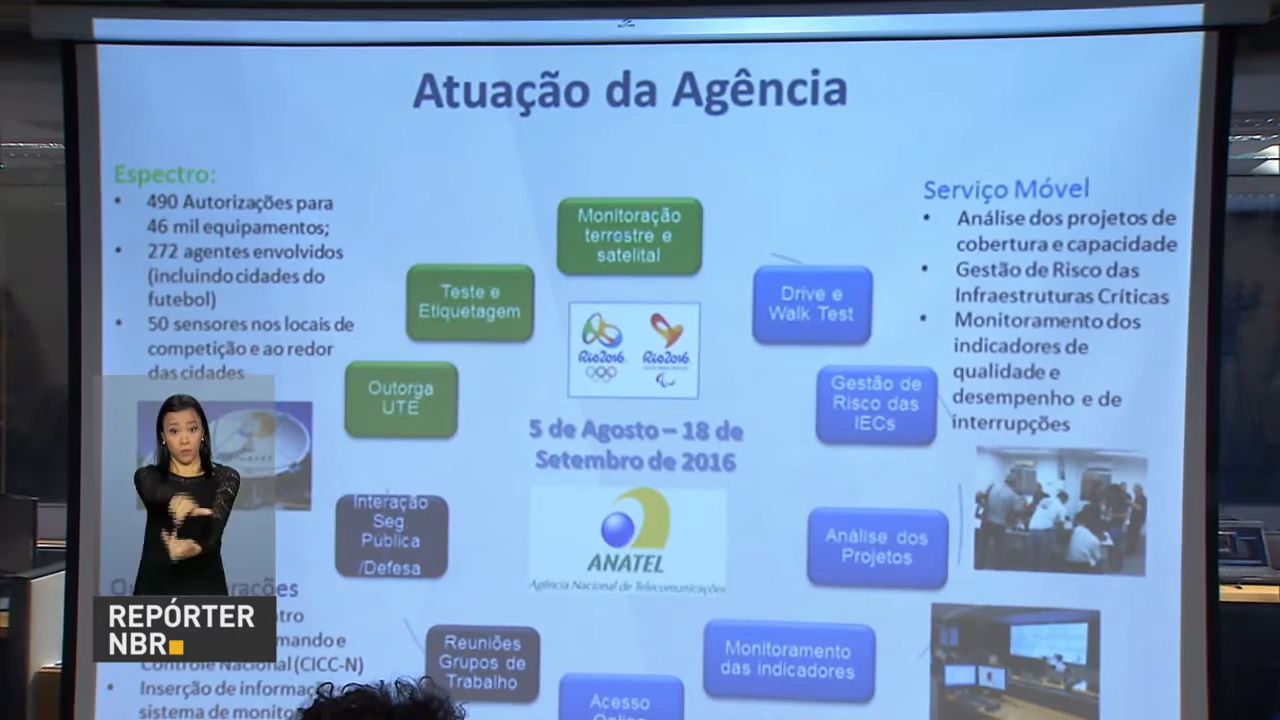 Atuação da Agência
Espectro:
• 490 Autorizações para
46 mil equipamentos;
• 272 agentes envolvidos
(incluindo cidades do
futebol)
• 50 sensores nos locais de
competição e ao redor
das cidades
Monitoração
terrestre e
satelital
Teste e
Etiquetagem
Outorga
UTE
Interação
Seg.
Pública
/Defesa
Reuniões
Grupos de
Trabalho
Rio2016
Rio2016
5 de Agosto – 18 de
Setembro de 2016
ANATEL
Agência Nacional de Telecomunicações
Drive e
Walk Test
Gestão de
Risco das
IECs
Análise dos
Projetos
Monitoramento
das indicadores
Acesso
Online
Serviço Móvel
• Análise dos projetos de
cobertura e capacidade
• Gestão de Risco das
Infraestruturas Críticas
• Monitoramento dos
indicadores de
qualidade e
desempenho e de
interrupções
Controle Nacional (CICC-N)
• Inserção de
sistema de
REPÓRTER
NBR